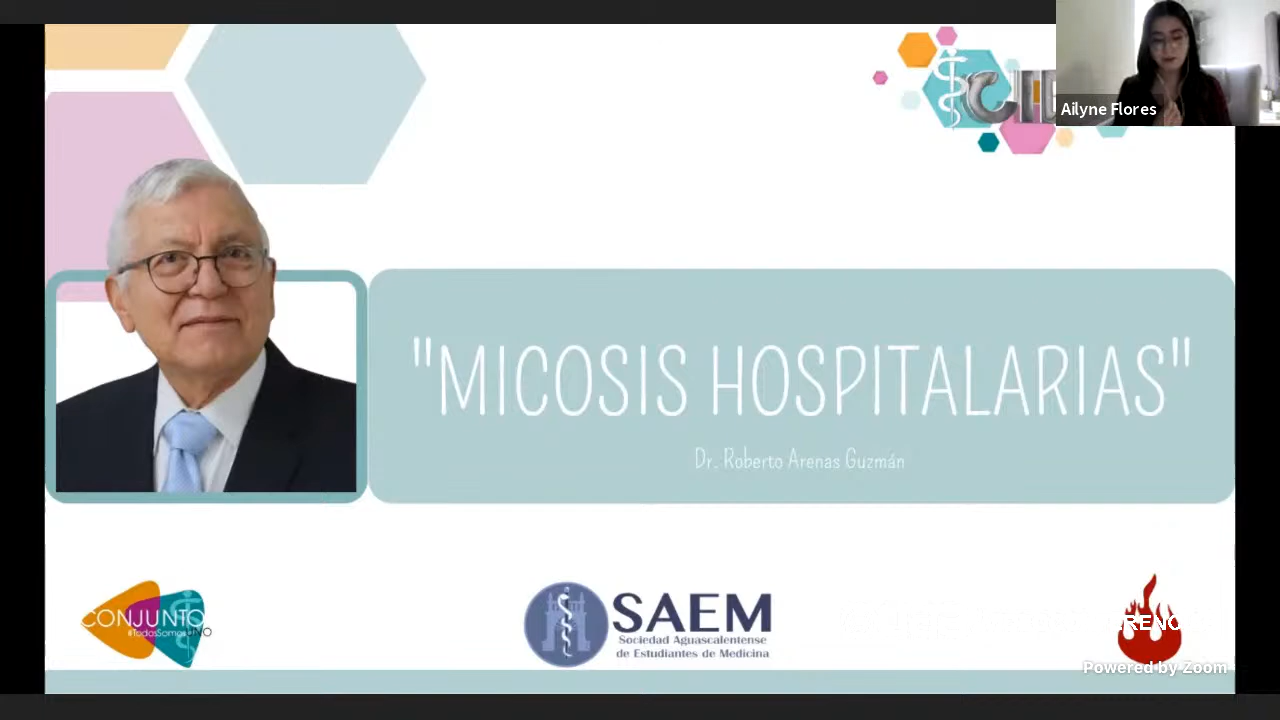 Ailyne Flores
"MICOSIS HOSPITALARIAS"
Dr. Roberto Arenas Guzmán
CONJUNTO
#TodosSomosUNO
SAEM
Sociedad Aguascalentense
de Estudiantes de Medicina
Powered by Zoom